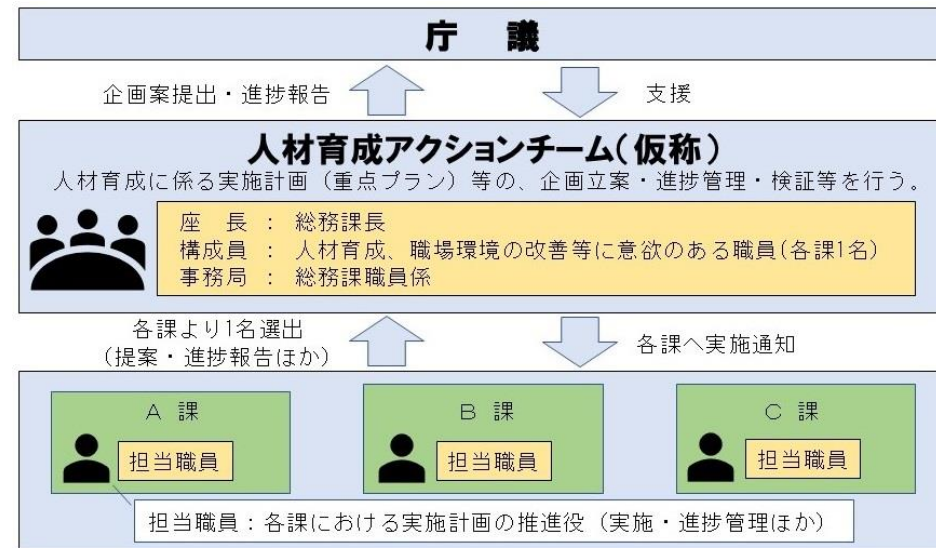 庁　議
企画案提出・進捗報告
支援
人材育成アクションチーム(仮称)
人材育成に係る実施計画（重点プラン）等の、企画立案・進捗管理・検証等を行う。
座　長　：　総務課長
構成員　：　人材育成、職場環境の改善等に意欲のある職員(各課1名)
事務局　：　総務課職員係
各課より1名選出
（提案・進捗報告ほか）
各課へ実施通知
A 課
担当職員
B 課
担当職員
C 課
担当職員
担当職員：各課における実施計画の推進役（実施・進捗管理ほか）